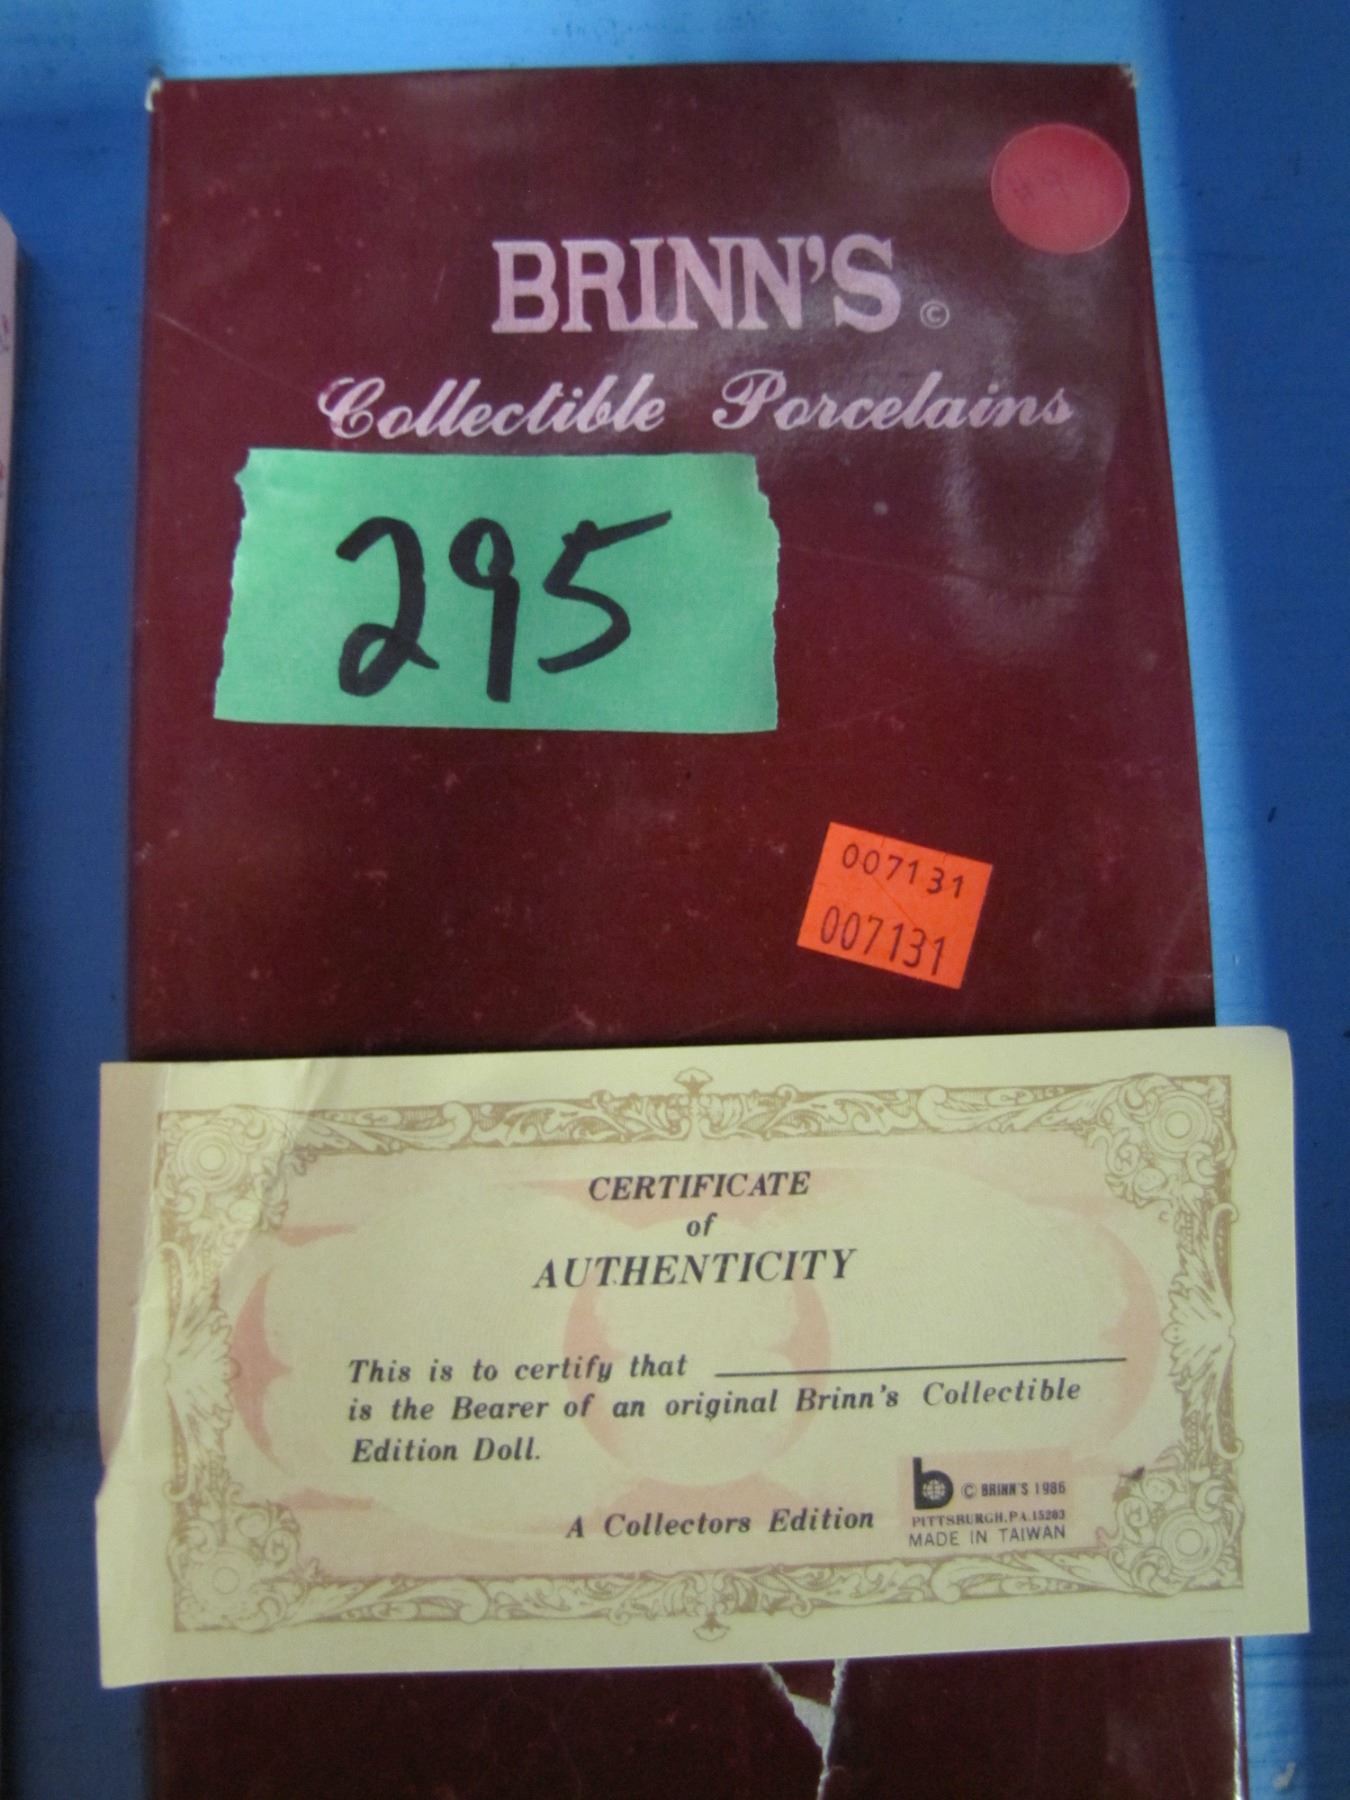 BRINN'S ©
Collectible Porcelains
295
007131
007131
CERTIFICATE
of
AUTHENTICITY
This is to certify that
is the Bearer of an original Brinn's Collectible
Edition Doll.
A Collectors Edition
b © BRINN'S 1986
PITTSBURGH, PA 15203
MADE IN TAIWAN